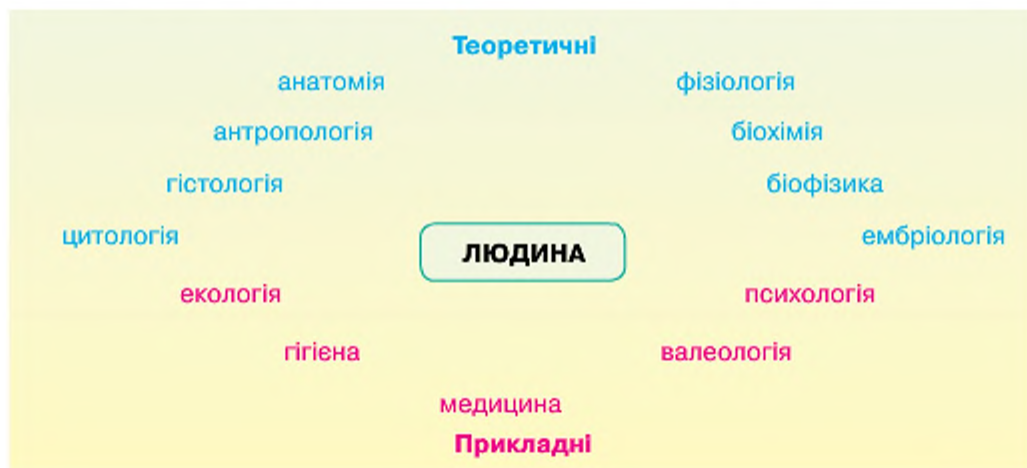 Теоретичні
анатомія фізіологія
антропологія біохімія
гістологія біофізика
цитологія ембріологія
ЛЮДИНА
екологія психологія
гігієна валеологія
медицина
Прикладні